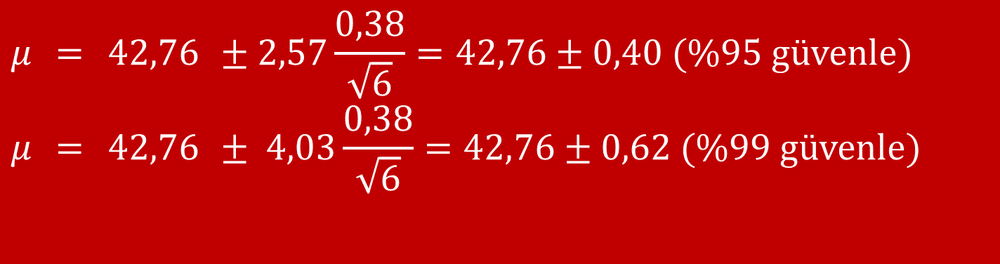 μ = 42,76 ± 2,57 0,38/√6 = 42,76 ± 0,40 (%95 güvenle)
μ = 42,76 ± 4,03 0,38/√6 = 42,76 ± 0,62 (%99 güvenle)